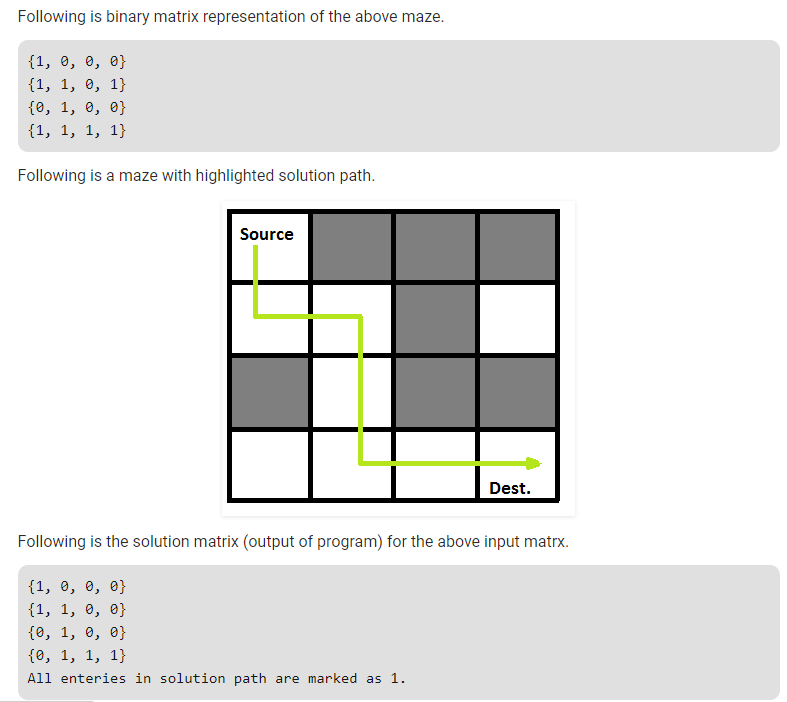 Following is binary matrix representation of the above maze.
{1, 0, 0, 0}
{1, 1, 0, 1}
{0, 1, 0, 0}
{1, 1, 1, 1}
Following is a maze with highlighted solution path.
Source
Dest.
Following is the solution matrix (output of program) for the above input matrx.
{1, 0, 0, 0}
{1, 1, 0, 0}
{0, 1, 0, 0}
{0, 1, 1, 1}
All enteries in solution path are marked as 1.